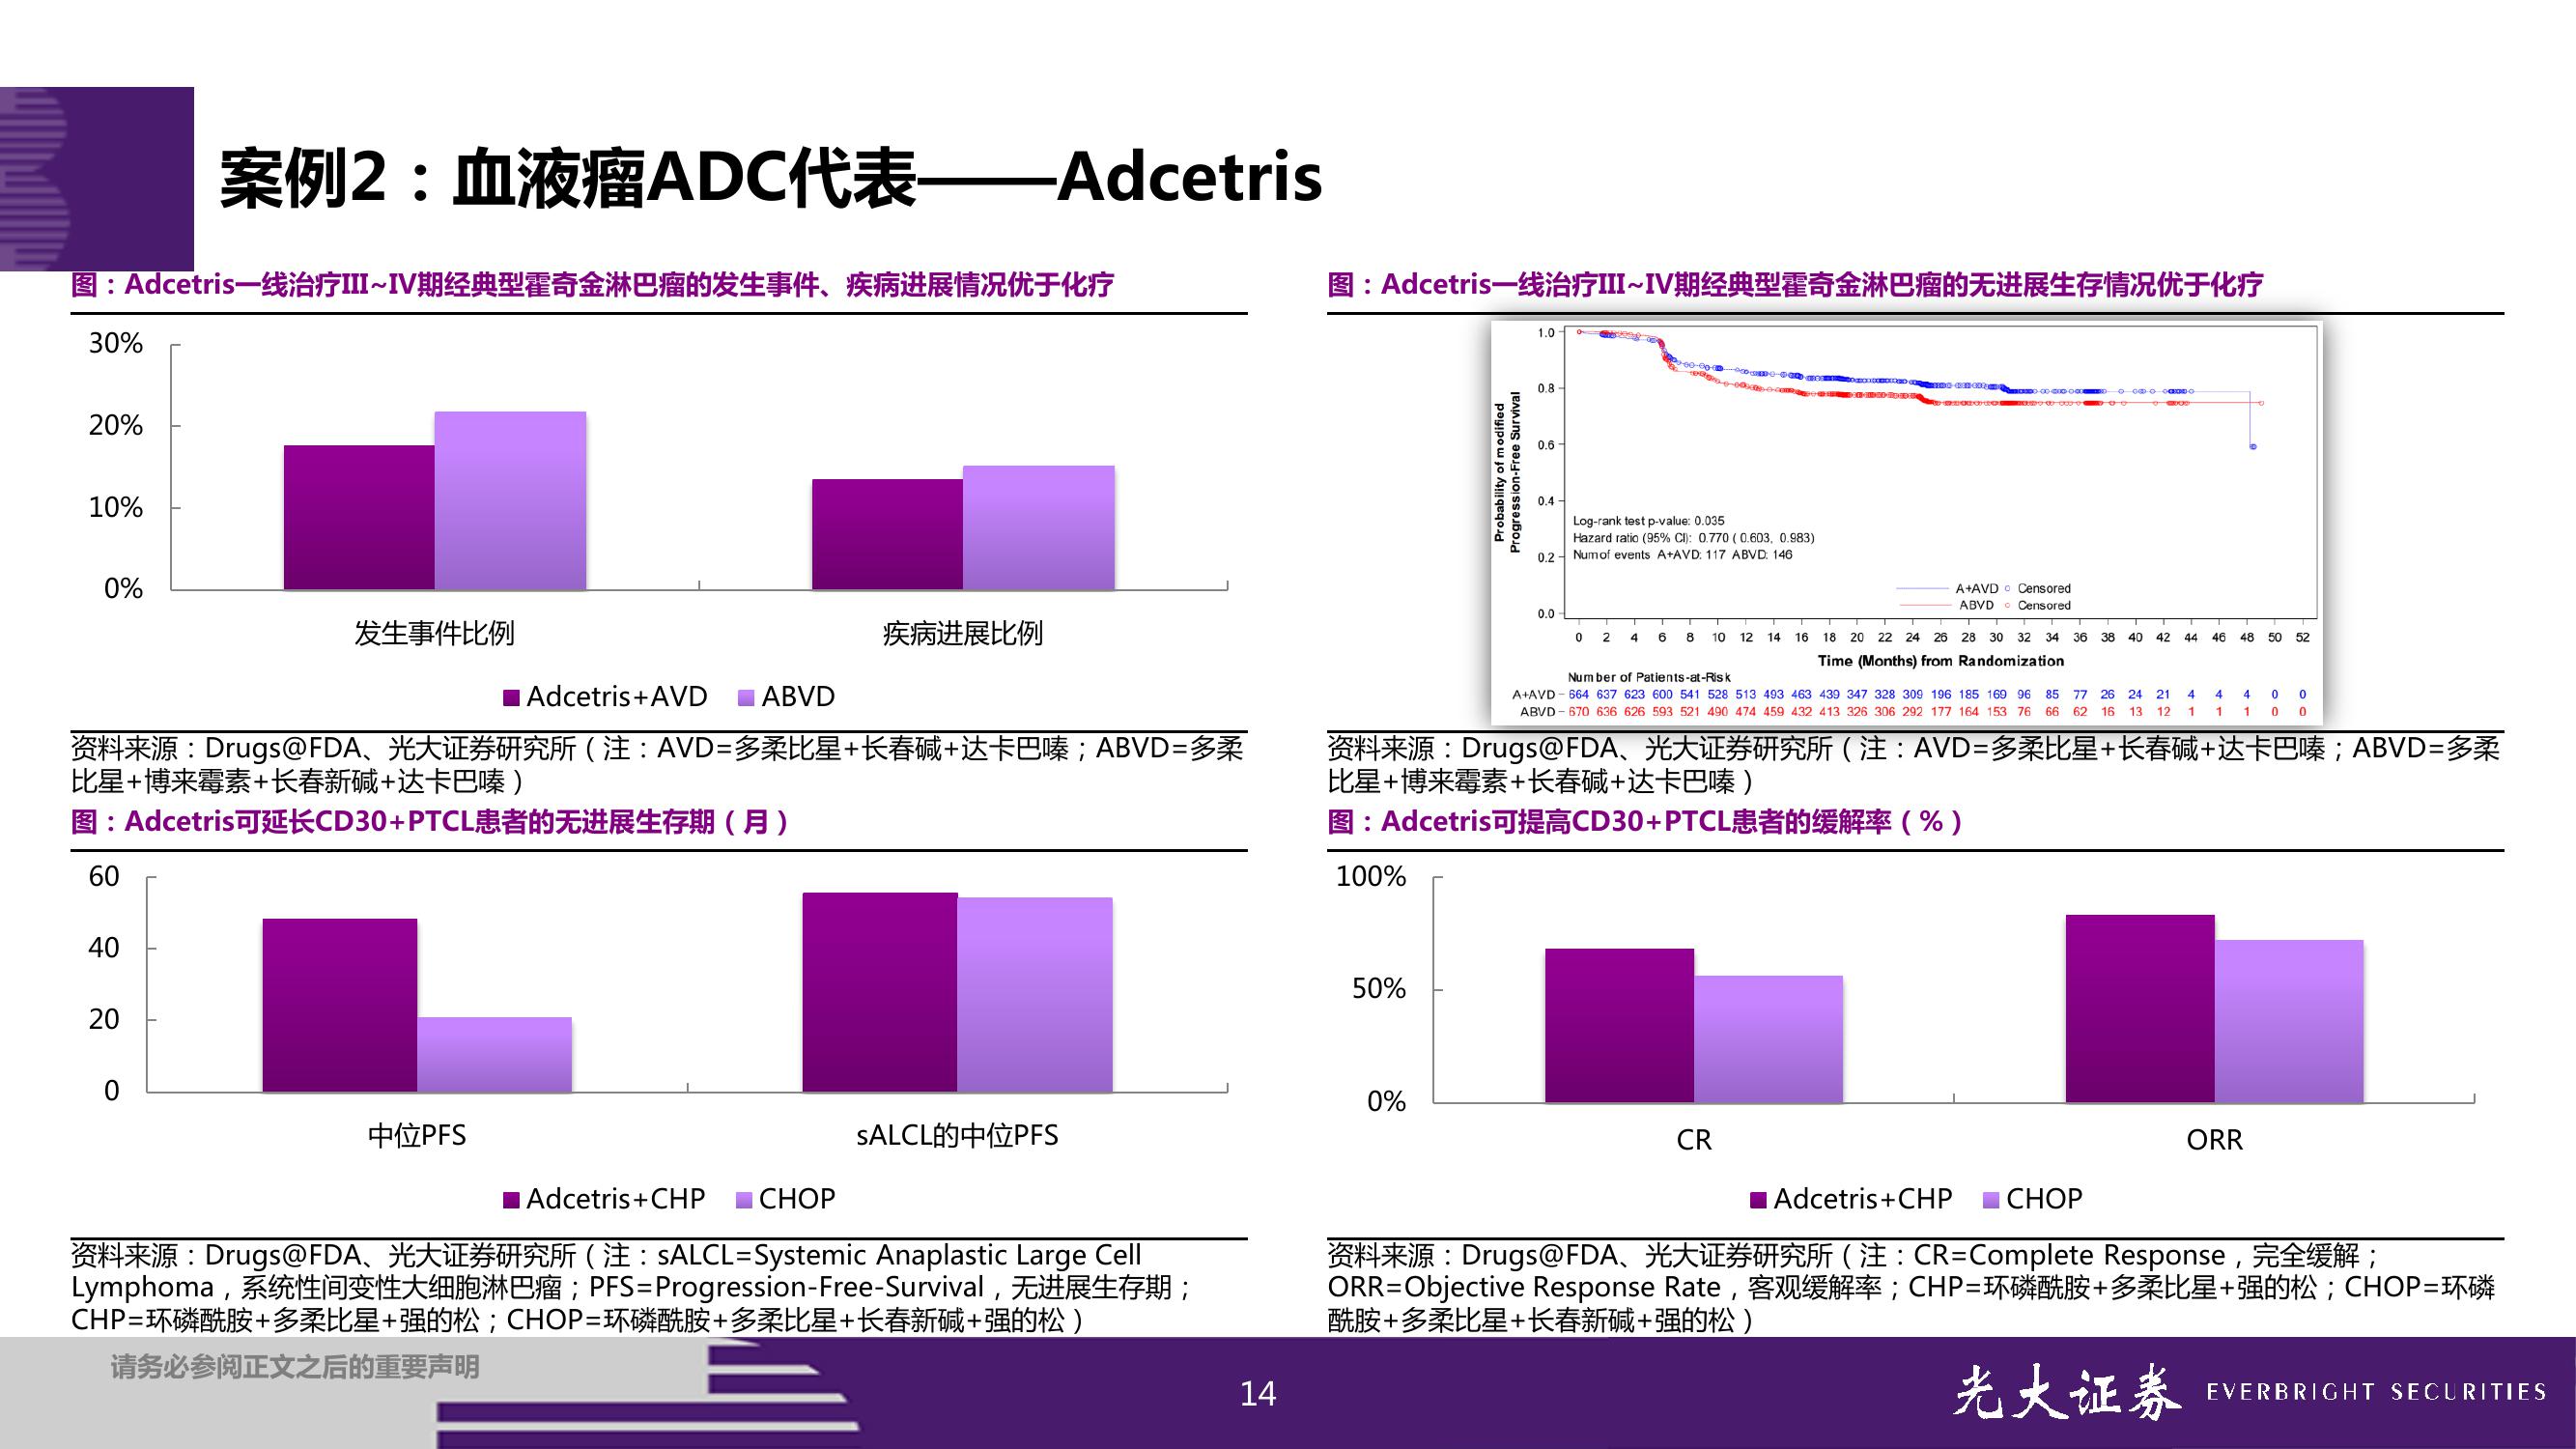 案例2：血液瘤ADC代表——Adcetris
图：Adcetris一线治疗III~IV期经典型霍奇金淋巴瘤的发生事件、疾病进展情况优于化疗
30%
20%
10%
0%
发生事件比例
疾病进展比例
Adcetris+AVD ABVD
资料来源：Drugs@FDA、光大证券研究所（注：AVD=多柔比星+长春碱+达卡巴嗪；ABVD=多柔
比星+博来霉素+长春新碱+达卡巴嗪）
图：Adcetris一线治疗III~IV期经典型霍奇金淋巴瘤的无进展生存情况优于化疗
Probability of modified
Progression-Free Survival
1.0
0.8
0.6
0.4
0.2
0.0
Log-rank test p-value: 0.035
Hazard ratio (95% CI): 0.770 ( 0.603, 0.983)
Num of events A+AVD: 117 ABVD: 146
A+AVD Censored
ABVD Censored
0 2 4 6 8 10 12 14 16 18 20 22 24 26 28 30 32 34 36 38 40 42 44 46 48 50 52
Time (Months) from Randomization
Number of Patients-at-Risk
A+AVD 664 637 623 600 541 528 513 493 463 439 347 328 309 196 185 169 96 85 77 26 24 21 4 4 4 0 0
ABVD 670 636 626 593 521 490 474 459 432 413 326 306 292 177 164 153 76 66 62 16 13 12 1 1 1 0 0
资料来源：Drugs@FDA、光大证券研究所（注：AVD=多柔比星+长春碱+达卡巴嗪；ABVD=多柔
比星+博来霉素+长春碱+达卡巴嗪）
图：Adcetris可延长CD30+PTCL患者的无进展生存期（月）
60
40
20
0
中位PFS
sALCL的中位PFS
Adcetris+CHP CHOP
资料来源：Drugs@FDA、光大证券研究所（注：sALCL=Systemic Anaplastic Large Cell
Lymphoma，系统性间变性大细胞淋巴瘤；PFS=Progression-Free-Survival，无进展生存期；
CHP=环磷酰胺+多柔比星+强的松；CHOP=环磷酰胺+多柔比星+长春新碱+强的松）
图：Adcetris可提高CD30+PTCL患者的缓解率（%）
100%
50%
0%
CR
ORR
Adcetris+CHP CHOP
资料来源：Drugs@FDA、光大证券研究所（注：CR=Complete Response，完全缓解；
ORR=Objective Response Rate，客观缓解率；CHP=环磷酰胺+多柔比星+强的松；CHOP=环磷
酰胺+多柔比星+长春新碱+强的松）
请务必参阅正文之后的重要声明
14
光大证券 EVERBRIGHT SECURITIES